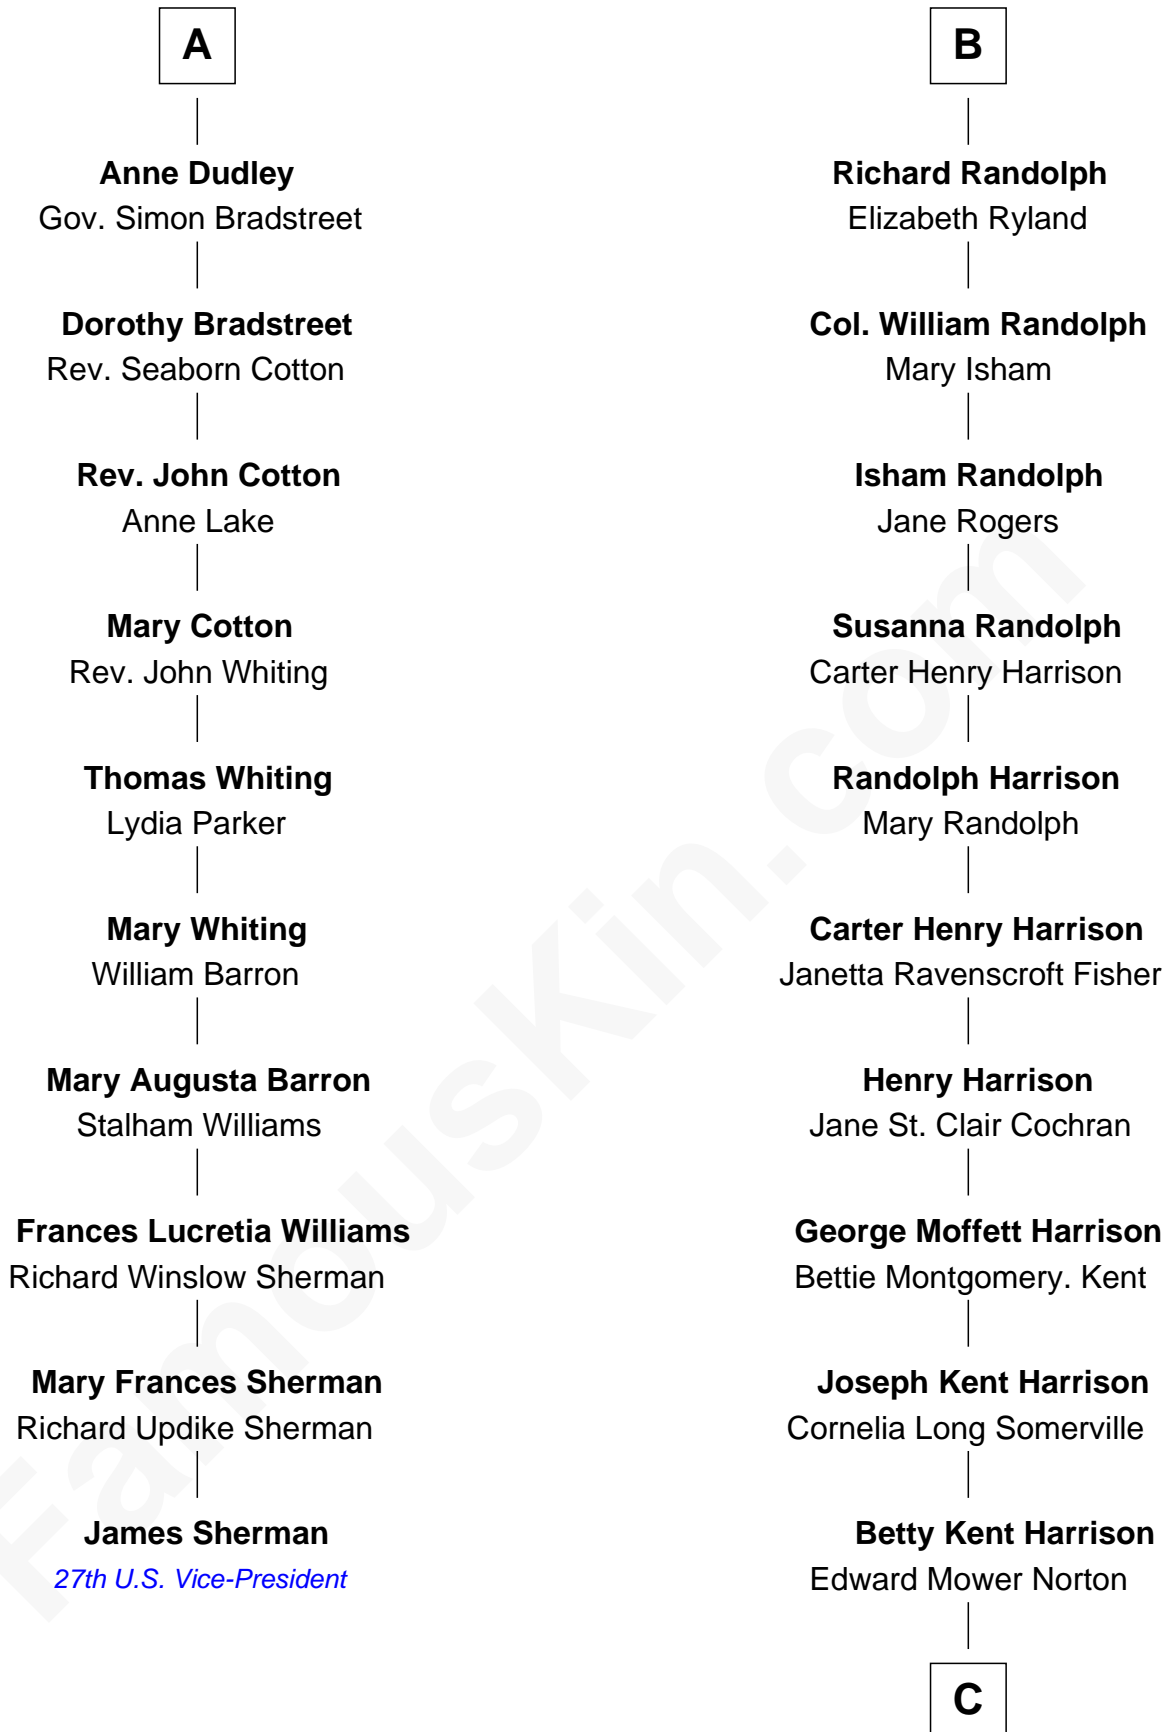 A
Anne Dudley
Gov. Simon Bradstreet
Dorothy Bradstreet
Rev. Seaborn Cotton
Rev. John Cotton
Anne Lake
Mary Cotton
Rev. John Whiting
Thomas Whiting
Lydia Parker
Mary Whiting
William Barron
Mary Augusta Barron
Stalham Williams
Frances Lucretia Williams
Richard Winslow Sherman
Mary Frances Sherman
Richard Updike Sherman
James Sherman
27th U.S. Vice-President
B
Richard Randolph
Elizabeth Ryland
Col. William Randolph
Mary Isham
Isham Randolph
Jane Rogers
Susanna Randolph
Carter Henry Harrison
Randolph Harrison
Mary Randolph
Carter Henry Harrison
Janetta Ravenscroft Fisher
Henry Harrison
Jane St. Clair Cochran
George Moffett Harrison
Bettie Montgomery. Kent
Joseph Kent Harrison
Cornelia Long Somerville
Betty Kent Harrison
Edward Mower Norton
C
FamousKin.com